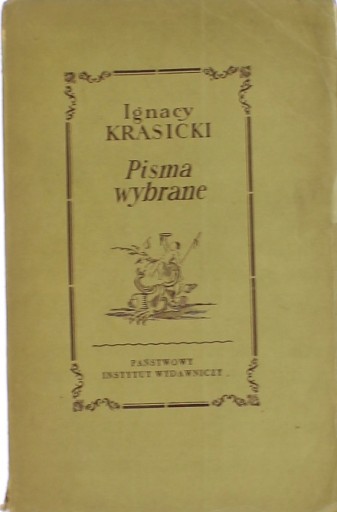 Ignacy
KRASICKI
Pisma
wybrane
PAŃSTWOWY
INSTYTUT WYDAWNICZY